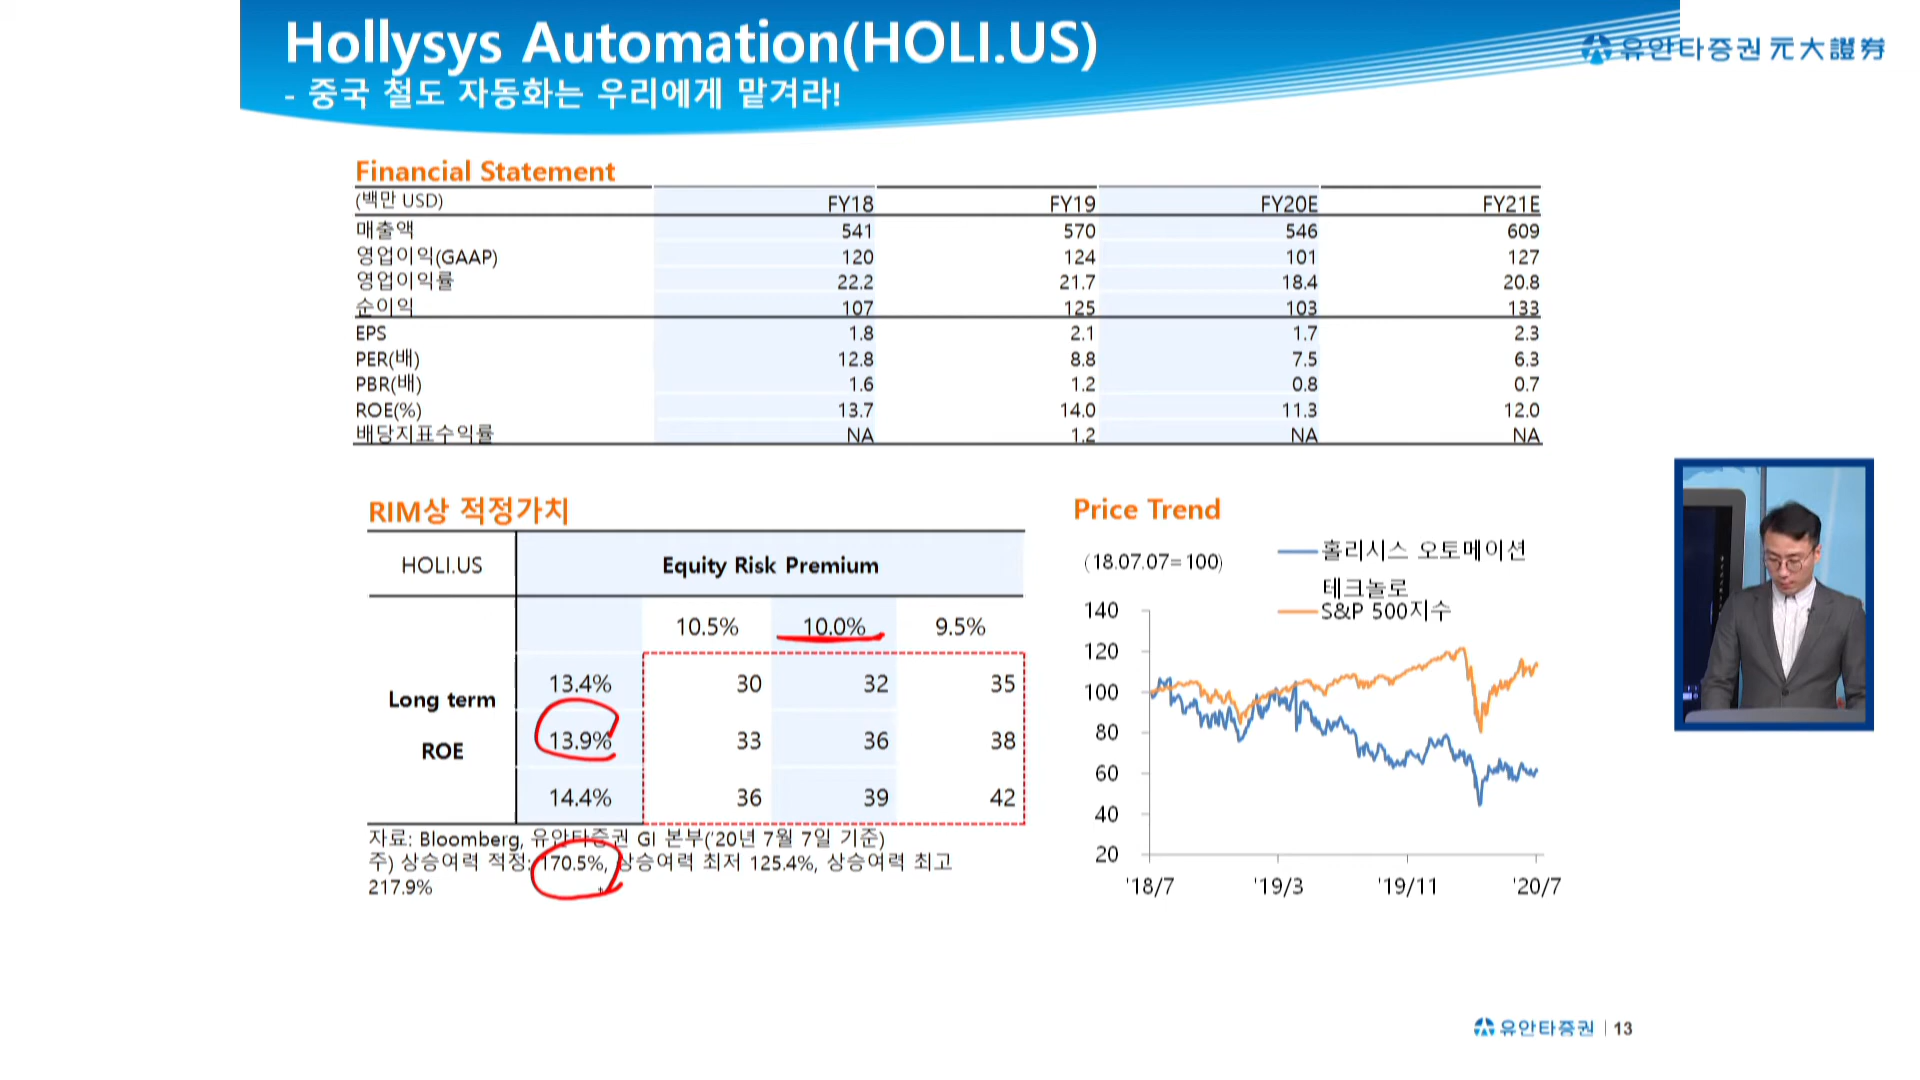 Hollysys Automation(HOLI.US)
- 중국 철도 자동화는 우리에게 맡겨라!
유안타증권 元大證券
Financial Statement
(백만 USD) FY18 FY19 FY20E FY21E
매출액 541 570 546 609
영업이익(GAAP) 120 124 101 127
영업이익률 22.2 21.7 18.4 20.8
순이익 107 125 103 133
EPS 1.8 2.1 1.7 2.3
PER(배) 12.8 8.8 7.5 6.3
PBR(배) 1.6 1.2 0.8 0.7
ROE(%) 13.7 14.0 11.3 12.0
배당지표수익률 NA 1.2 NA NA
RIM상 적정가치
HOLI.US Equity Risk Premium
10.5% 10.0% 9.5%
Long term ROE
13.4% 30 32 35
13.9% 33 36 38
14.4% 36 39 42
자료: Bloomberg, 유안타증권 GI 본부('20년 7월 7일 기준)
주) 상승여력 적정: 170.5%, 상승여력 최저 125.4%, 상승여력 최고
217.9%
Price Trend
(18.07.07=100)
홀리시스 오토메이션
테크놀로
S&P 500지수
140
120
100
80
60
40
20
'18/7 '19/3 '19/11 '20/7
유안타증권 | 13